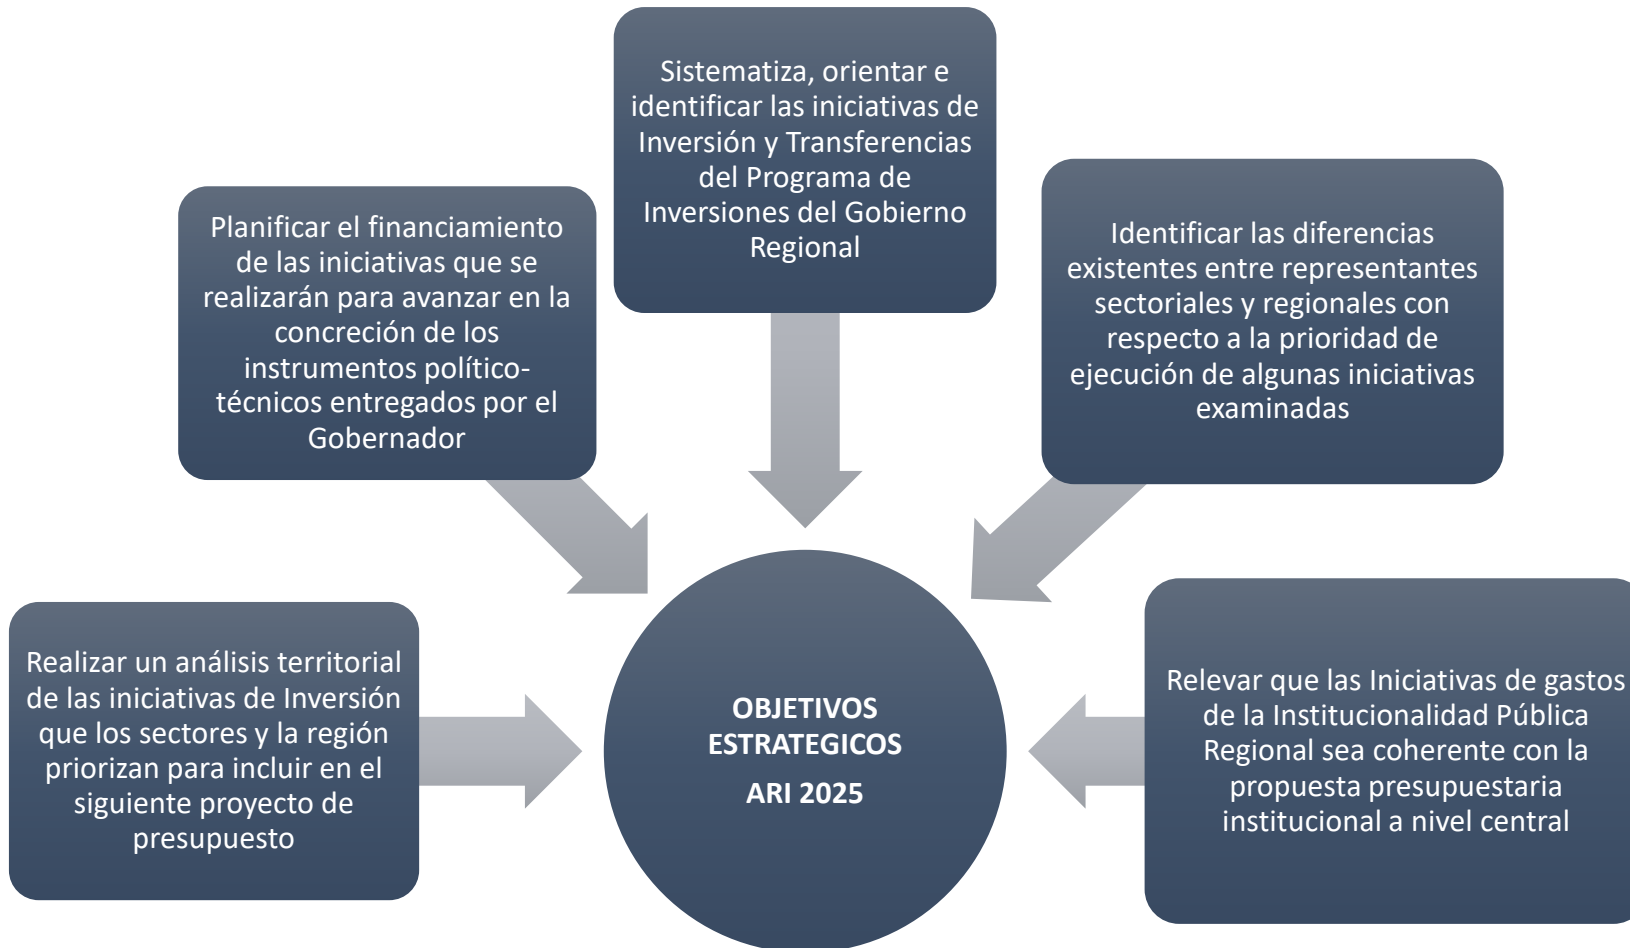 Sistematiza, orientar e
identificar las iniciativas de
Inversión y Transferencias
del Programa de
Inversiones del Gobierno
Regional
Planificar el financiamiento
de las iniciativas que se
realizarán para avanzar en la
concreción de los
instrumentos político-
técnicos entregados por el
Gobernador
Identificar las diferencias
existentes entre representantes
sectoriales y regionales con
respecto a la prioridad de
ejecución de algunas iniciativas
examinadas
Realizar un análisis territorial
de las iniciativas de Inversión
que los sectores y la región
priorizan para incluir en el
siguiente proyecto de
presupuesto
OBJETIVOS
ESTRATEGICOS
ARI 2025
Relevar que las Iniciativas de gastos
de la Institucionalidad Pública
Regional sea coherente con la
propuesta presupuestaria
institucional a nivel central